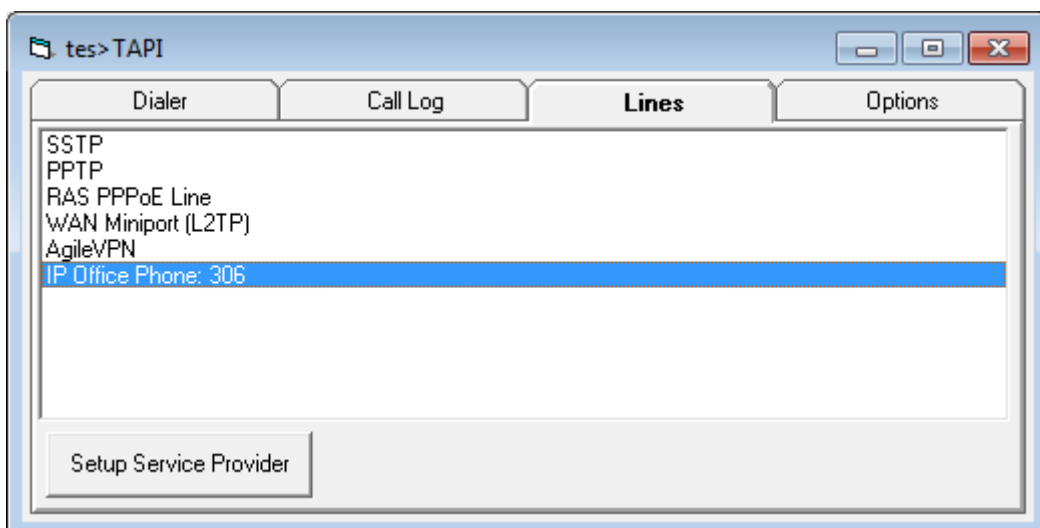 tes>TAPI
Dialer Call Log Lines Options
SSTP
PPTP
RAS PPPoE Line
WAN Miniport (L2TP)
AgileVPN
IP Office Phone: 306
Setup Service Provider